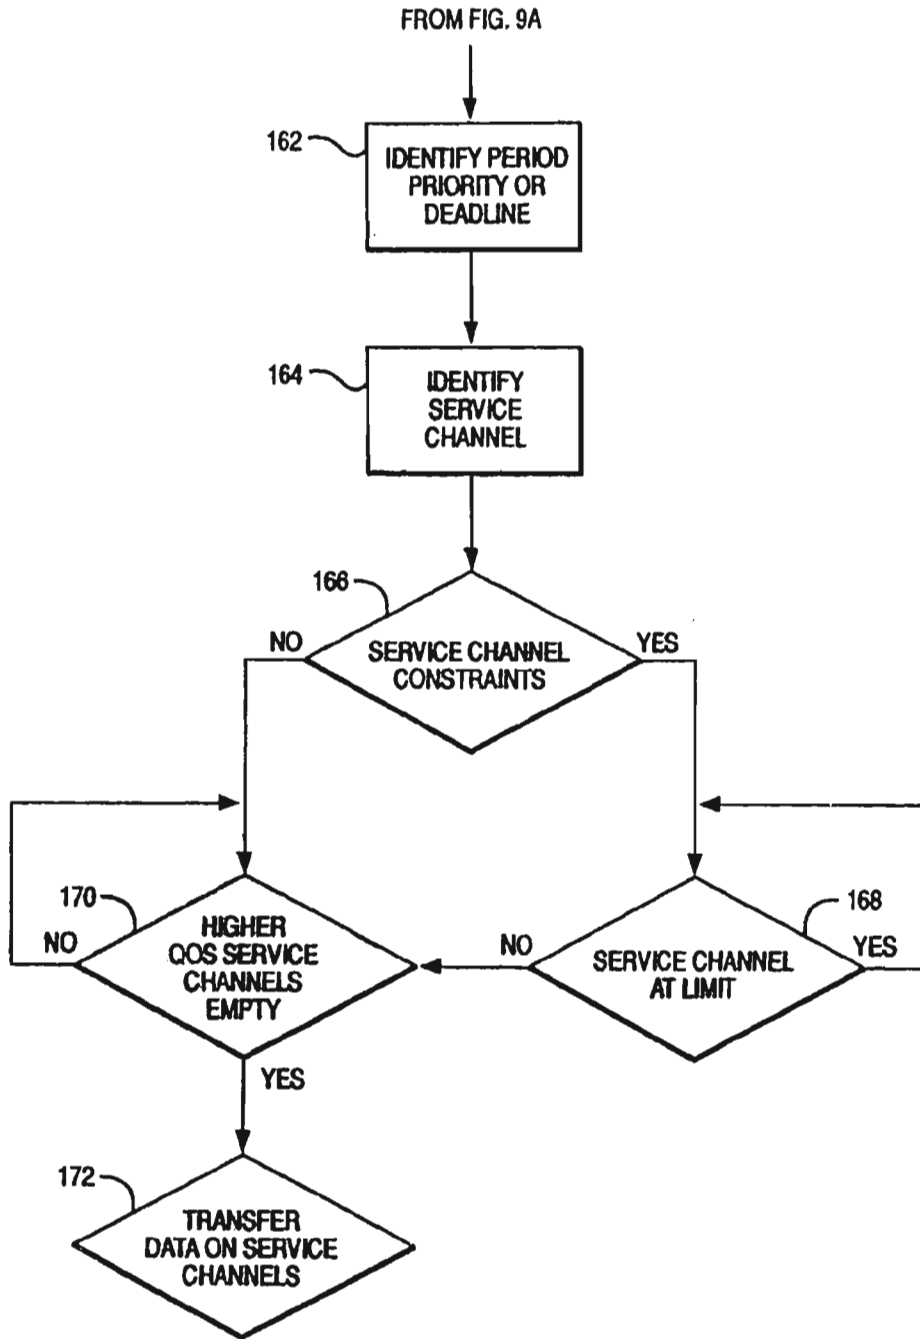 FROM FIG. 9A
162
IDENTIFY PERIOD
PRIORITY OR
DEADLINE
164
IDENTIFY
SERVICE
CHANNEL
166
NO
SERVICE CHANNEL
CONSTRAINTS
YES
170
NO
HIGHER
QOS SERVICE
CHANNELS
EMPTY
NO
168
SERVICE CHANNEL
AT LIMIT
YES
YES
172
TRANSFER
DATA ON SERVICE
CHANNELS